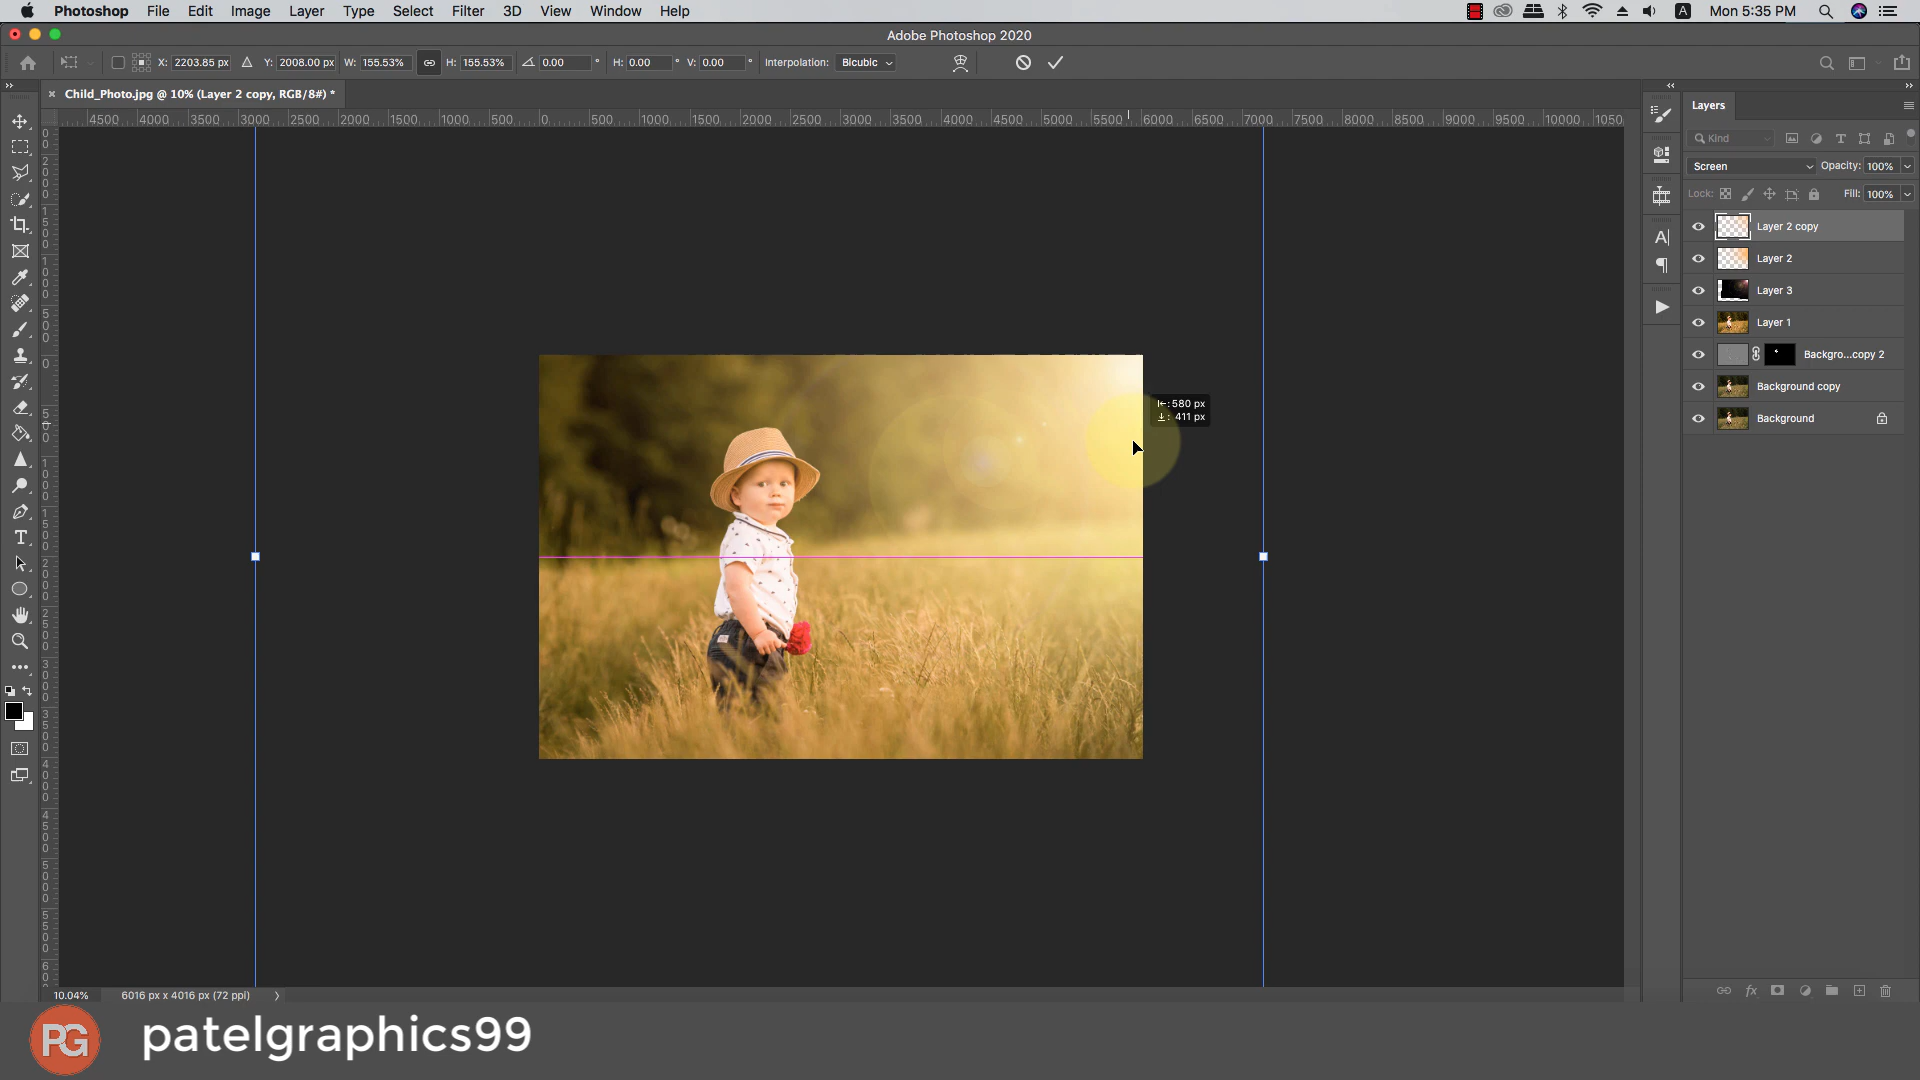 Photoshop File Edit Image Layer Type Select Filter 3D View Window Help A Mon 5:35 PM
Adobe Photoshop 2020
X: 2203.85 px Y: 2008.00 px W: 155.53% H: 155.53% 0.00 ° H: 0.00 ° V: 0.00 ° Interpolation: Bicubic
Child_Photo.jpg @ 10% (Layer 2 copy, RGB/8#) *
4500 4000 3500 3000 2500 2000 1500 1000 500 0 500 1000 1500 2000 2500 3000 3500 4000 4500 5000 5500 6000 6500 7000 7500 8000 8500 9000 9500 10000 1050
Layers
Kind
Screen Opacity: 100%
Lock: Fill: 100%
Layer 2 copy
Layer 2
Layer 3
Layer 1
Backgro...copy 2
Background copy
Background
580 px
411 px
10.04% 6016 px x 4016 px (72 ppi)
PG patelgraphics99